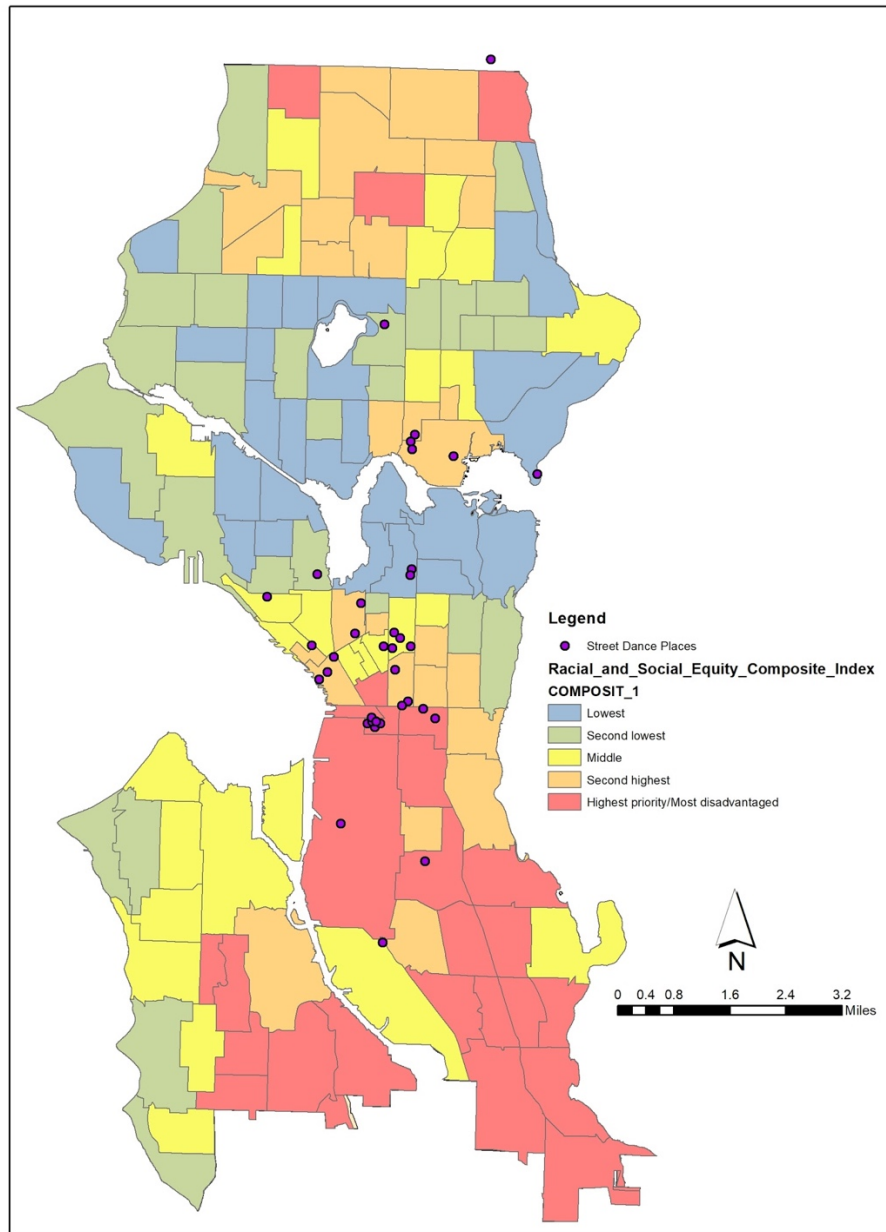 Legend
Street Dance Places
Racial_and_Social_Equity_Composite_Index
COMPOSIT_1
Lowest
Second lowest
Middle
Second highest
Highest priority/Most disadvantaged
N
0 0.4 0.8 1.6 2.4 3.2
Miles